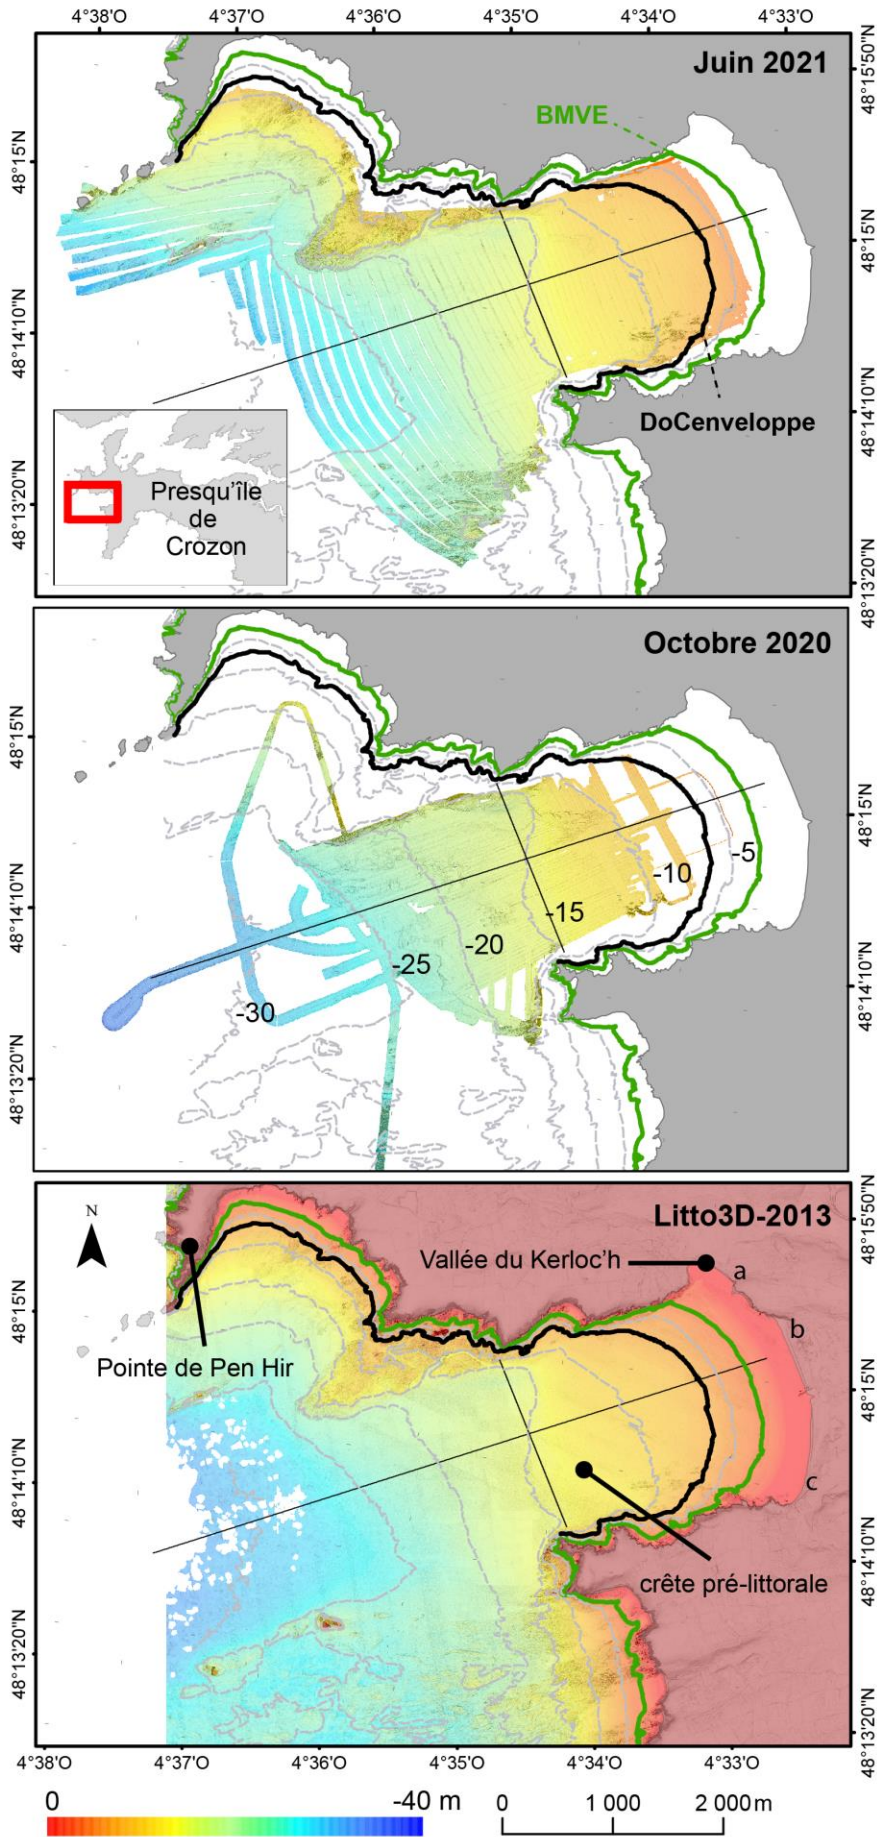 4°38'O 4°37'O 4°36'O 4°35'O 4°34'O 4°33'O
Juin 2021
48°15'50"N
BMVE
48°15'N
48°15'N
48°14'10"N
48°14'10"N
DoCenveloppe
Presqu'île
de
Crozon
48°13'20"N
48°13'20"N
Octobre 2020
48°15'N
48°15'N
-5
-10
-15
-20
-25
-30
48°14'10"N
48°14'10"N
48°13'20"N
Litto3D-2013
48°15'50"N
N
Vallée du Kerloc'h
a
b
48°15'N
Pointe de Pen Hir
48°15'N
c
48°14'10"N
48°14'10"N
crête pré-littorale
48°13'20"N
48°13'20"N
4°38'O 4°37'O 4°36'O 4°35'O 4°34'O 4°33'O
0 -40 m
0 1 000 2 000 m